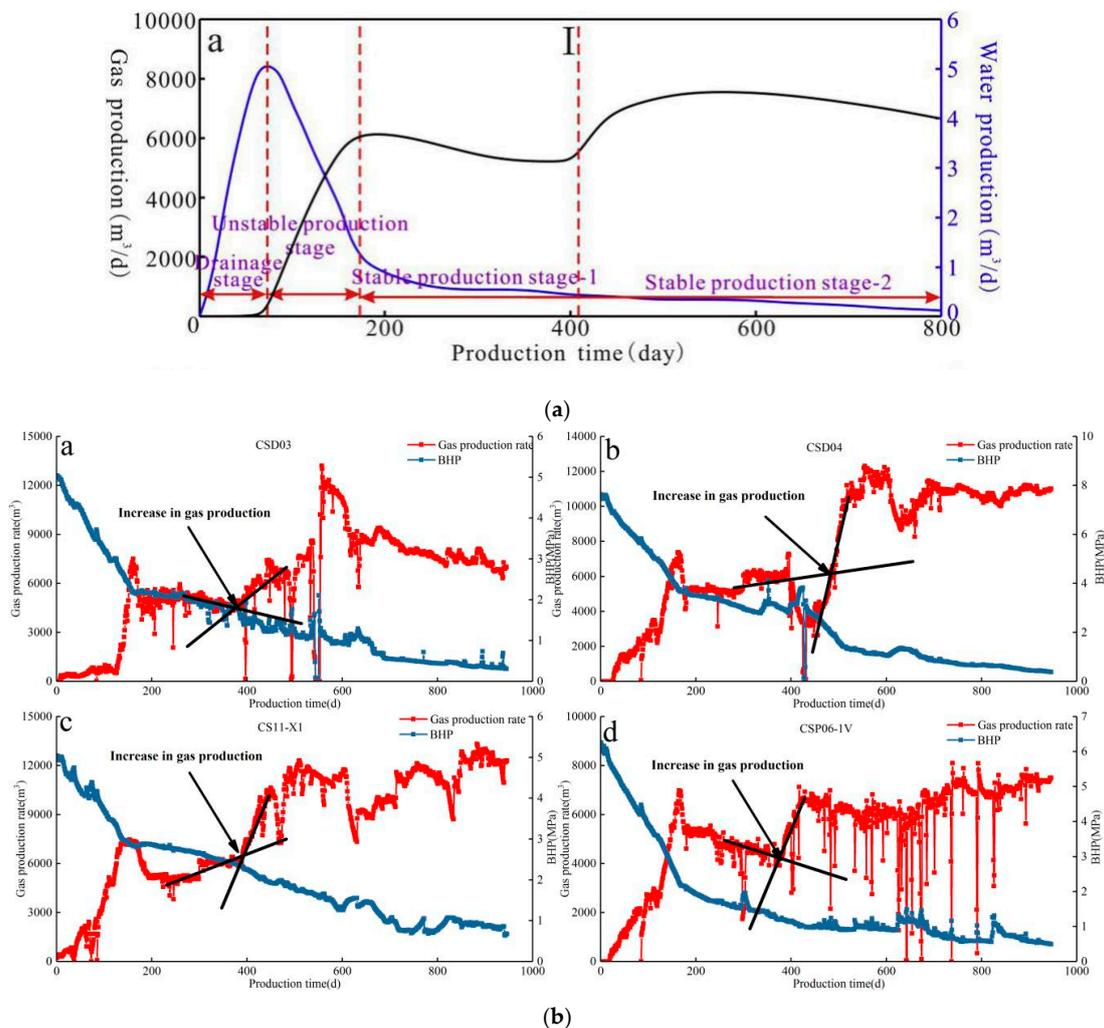 a
I
10000
8000
6000
4000
2000
0
Gas production (m³/d)
6
5
4
3
2
1
0
Water production (m³/d)
Unstable production
stage
Drainage
stage
Stable production stage-1
Stable production stage-2
200
400
600
800
Production time(day)
(a)
a
CSD03
Gas production rate
BHP
Increase in gas production
15000
12000
9000
6000
3000
0
Gas production rate(m³)
6
5
4
3
2
1
0
BHP(MPa)
0
200
400
600
800
1000
Production time(d)
b
CSD04
Gas production rate
BHP
Increase in gas production
14000
12000
10000
8000
6000
4000
2000
0
Gas production rate(m³)
BHP(MPa)
Gas production rate(m³)
10
8
6
4
2
0
BHP(MPa)
0
200
400
600
800
1000
Production time(d)
c
CS11-X1
Gas production rate
BHP
Increase in gas production
15000
12000
9000
6000
3000
0
Gas production rate(m³)
6
5
4
3
2
1
0
BHP(MPa)
0
200
400
600
800
1000
Production time(d)
d
CSP06-1V
Gas production rate
BHP
Increase in gas production
10000
8000
6000
4000
2000
0
Gas production rate(m³)
7
6
5
4
3
2
1
0
BHP(MPa)
0
200
400
600
800
1000
Production time(d)
(b)